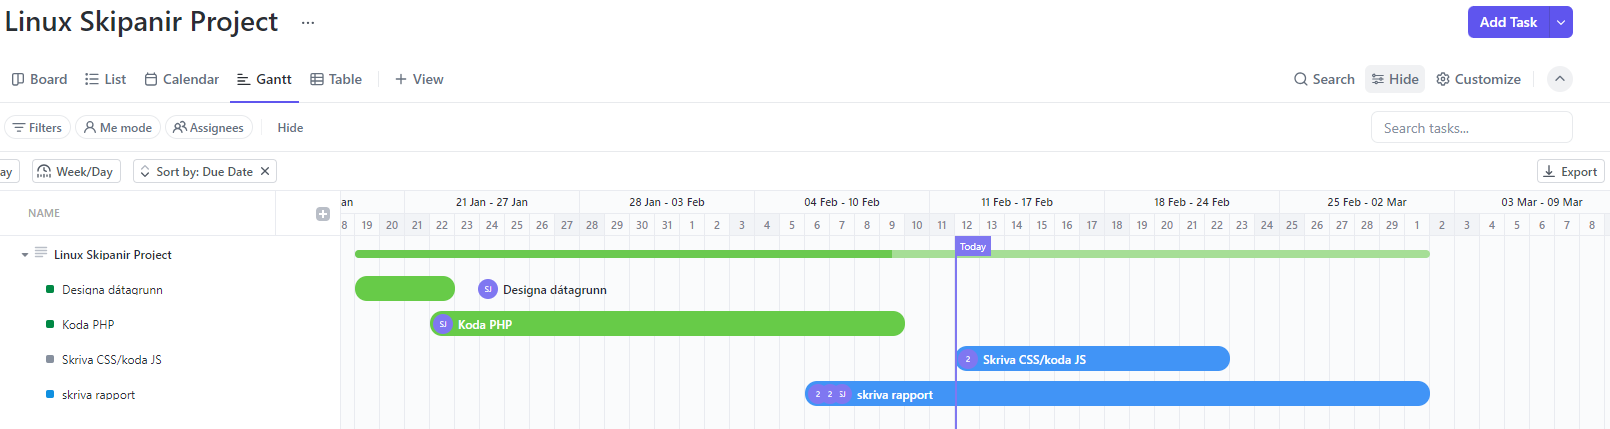 Linux Skipanir Project ...
Add Task
Board List Calendar Gantt Table + View
Search Hide Customize
Filters Me mode Assignees Hide
Search tasks...
ay Week/Day Sort by: Due Date ×
Export
NAME
an 21 Jan - 27 Jan 28 Jan - 03 Feb 04 Feb - 10 Feb 11 Feb - 17 Feb 18 Feb - 24 Feb 25 Feb - 02 Mar 03 Mar - 09 Mar
8 19 20 21 22 23 24 25 26 27 28 29 30 31 1 2 3 4 5 6 7 8 9 10 11 12 13 14 15 16 17 18 19 20 21 22 23 24 25 26 27 28 29 1 2 3 4 5 6 7 8
Today
Linux Skipanir Project
Designa dátagrunn
SJ Designa dátagrunn
Koda PHP
SJ Koda PHP
Skriva CSS/koda JS
2 Skriva CSS/koda JS
skriva rapport
2 2 SJ skriva rapport